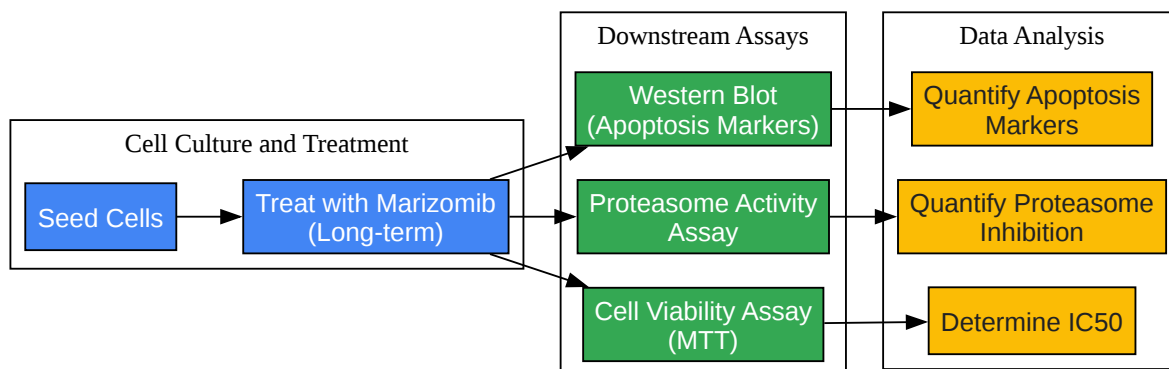 Cell Culture and Treatment
Seed Cells
Treat with Marizomib
(Long-term)
Downstream Assays
Western Blot
(Apoptosis Markers)
Proteasome Activity
Assay
Cell Viability Assay
(MTT)
Data Analysis
Quantify Apoptosis
Markers
Quantify Proteasome
Inhibition
Determine IC50